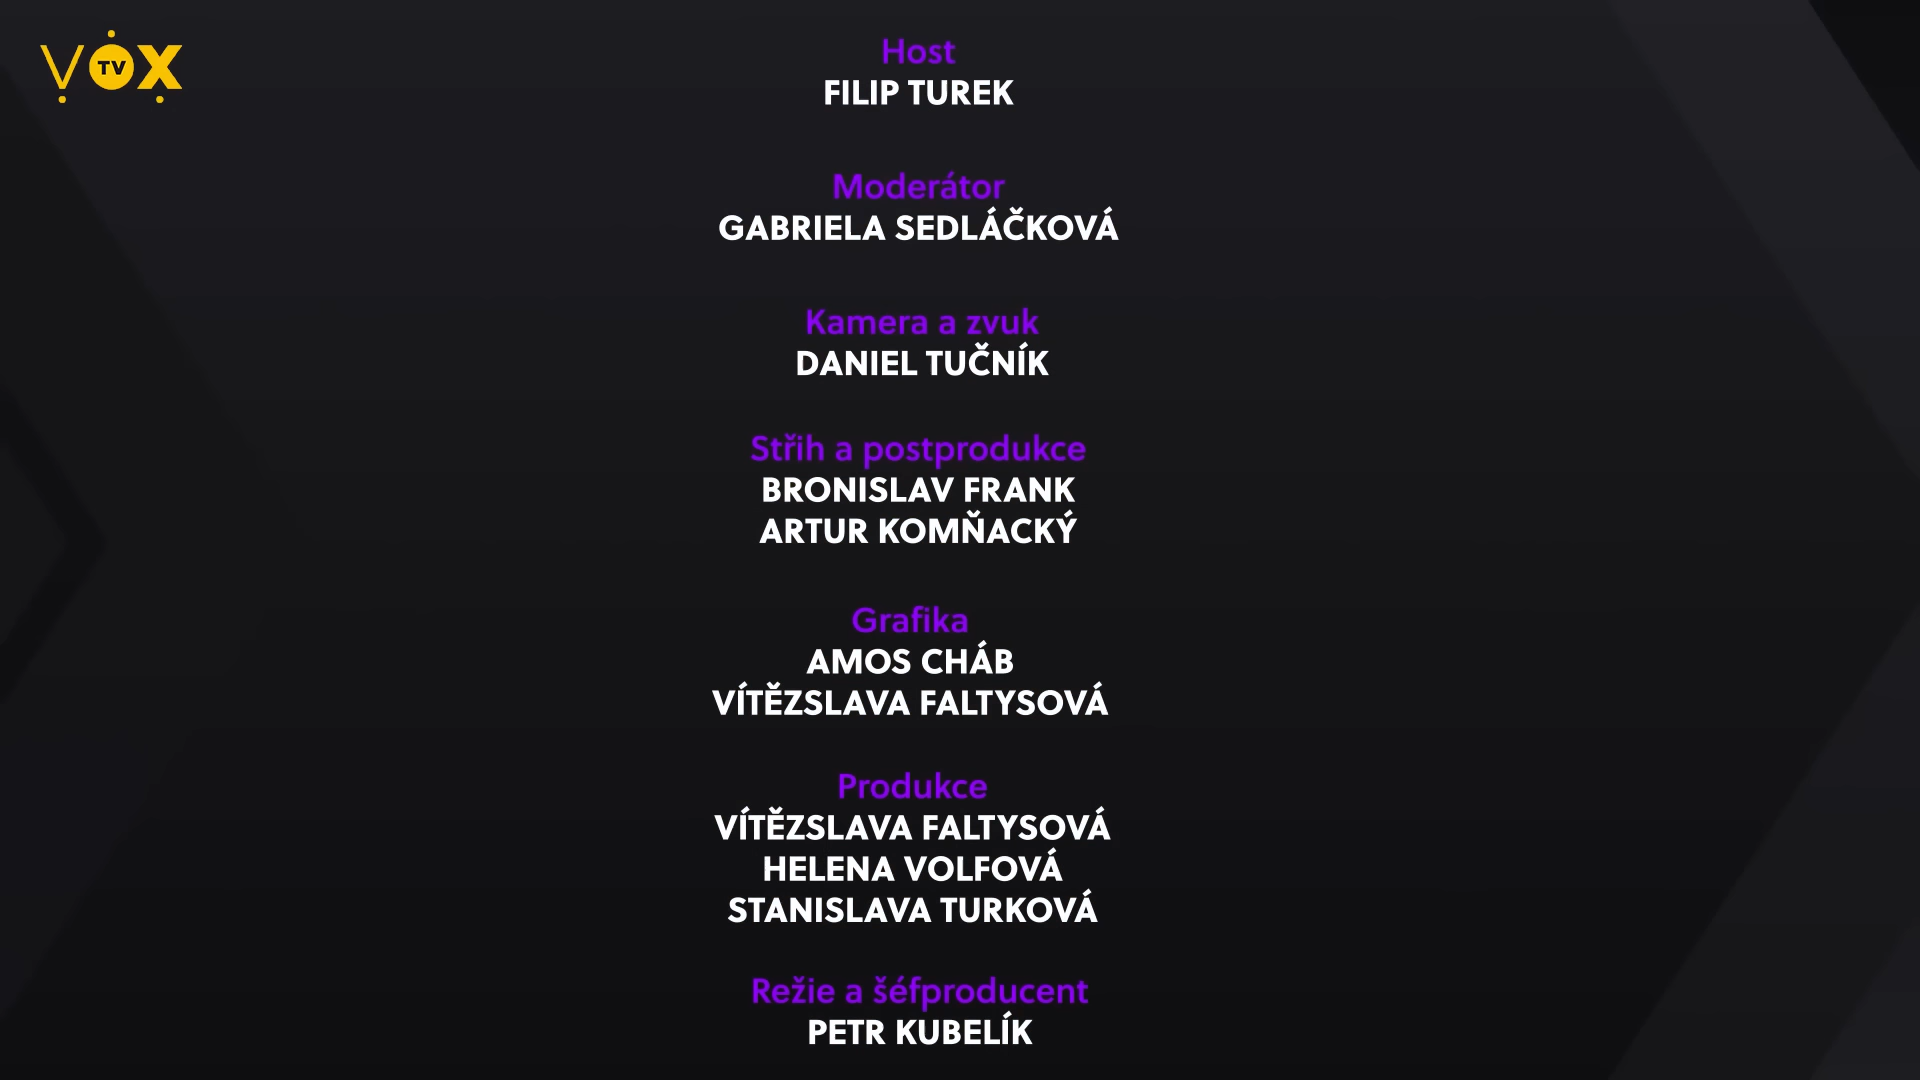 VOX
TV
Host
FILIP TUREK
Moderátor
GABRIELA SEDLÁČKOVÁ
Kamera a zvuk
DANIEL TUČNÍK
Střih a postprodukce
BRONISLAV FRANK
ARTUR KOMŇACKÝ
Grafika
AMOS CHÁB
VÍTĚZSLAVA FALTYSOVÁ
Produkce
VÍTĚZSLAVA FALTYSOVÁ
HELENA VOLFOVÁ
STANISLAVA TURKOVÁ
Režie a šéfproducent
PETR KUBELÍK